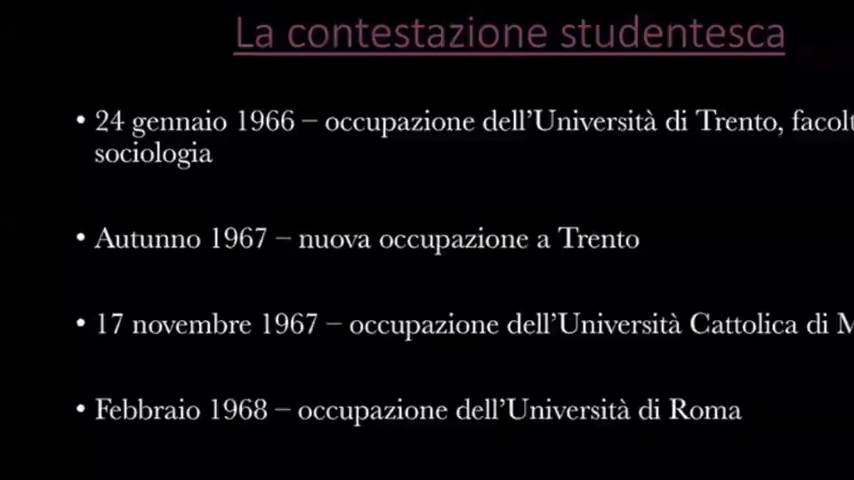 La contestazione studentesca
• 24 gennaio 1966 – occupazione dell’Università di Trento,
sociologia
• Autunno 1967 – nuova occupazione a Trento
• 17 novembre 1967 – occupazione dell’Università Cattolica di
• Febbraio 1968 – occupazione dell’Università di Roma